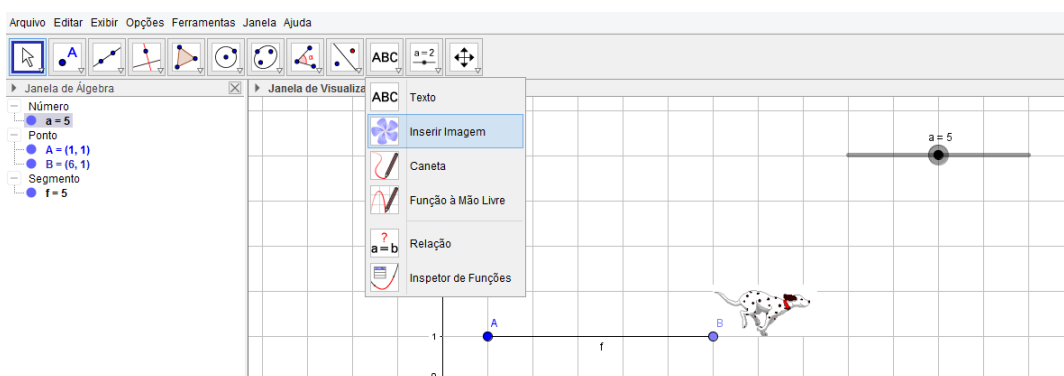 Arquivo Editar Exibir Opções Ferramentas Janela Ajuda
A
α
ABC
a=2
Janela de Álgebra
Número
a = 5
Ponto
A = (1, 1)
B = (6, 1)
Segmento
f = 5
Janela de Visualiza
ABC Texto
Inserir Imagem
Caneta
Função à Mão Livre
?
a=b Relação
Inspetor de Funções
a = 5
A
B
1
f
0